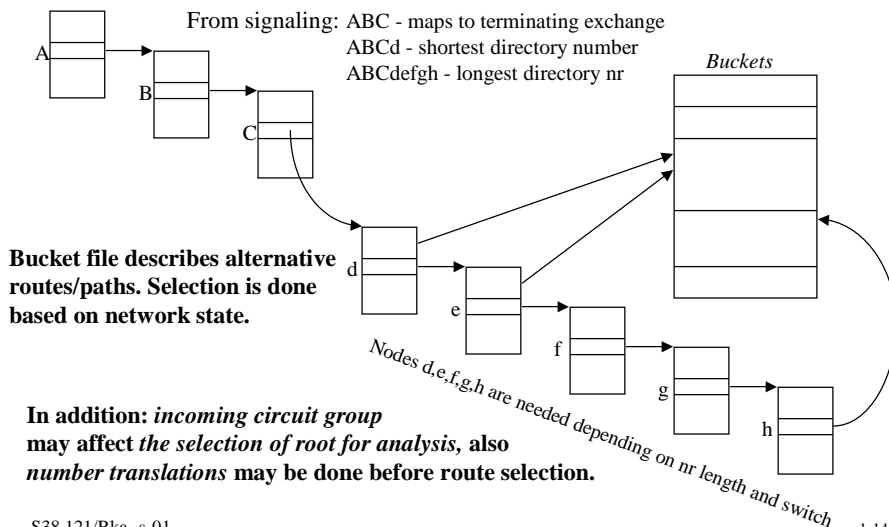 From signaling: ABC - maps to terminating exchange
ABCd - shortest directory number
ABCdefgh - longest directory nr
Buckets
A
B
C
d
e
f
g
h
Bucket file describes alternative
routes/paths. Selection is done
based on network state.
Nodes d,e,f,g,h are needed depending on nr length and switch
In addition: incoming circuit group
may affect the selection of root for analysis, also
number translations may be done before route selection.